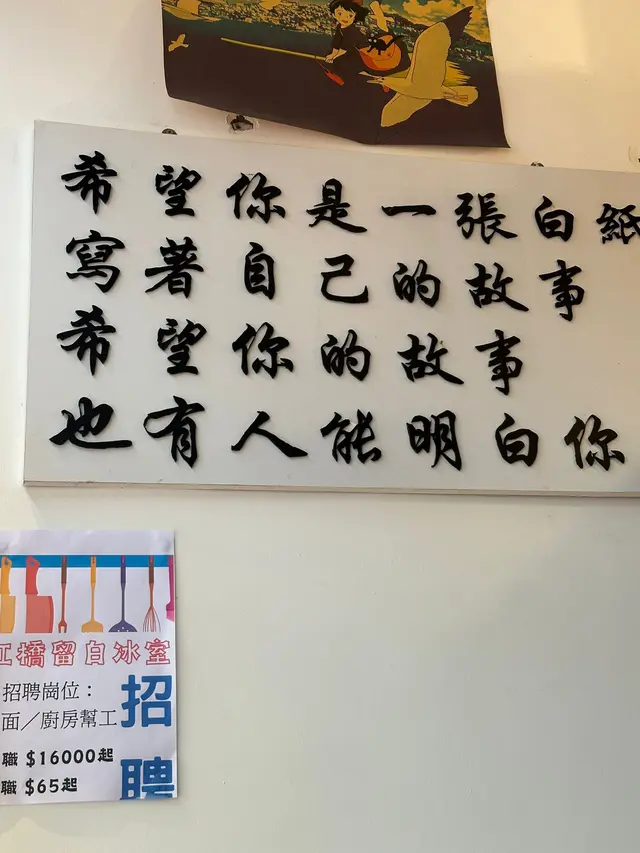 希望你是一張白紙
寫著自己的故事
希望你的故事
也有人能明白你
橋留白冰室
招聘崗位：
面／廚房幫工
職 $16000起
職 $65起
招聘